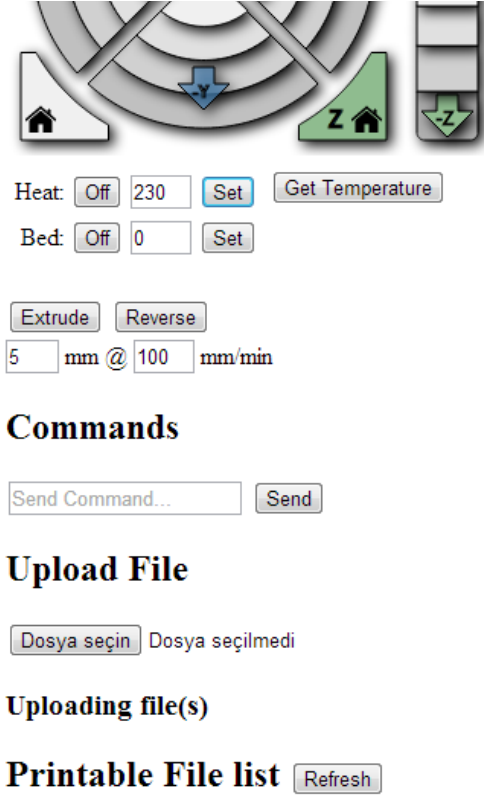 -Y
Z
-Z
Heat: Off 230 Set Get Temperature
Bed: Off 0 Set
Extrude Reverse
5 mm @ 100 mm/min
Commands
Send Command... Send
Upload File
Dosya seçin Dosya seçilmedi
Uploading file(s)
Printable File list Refresh